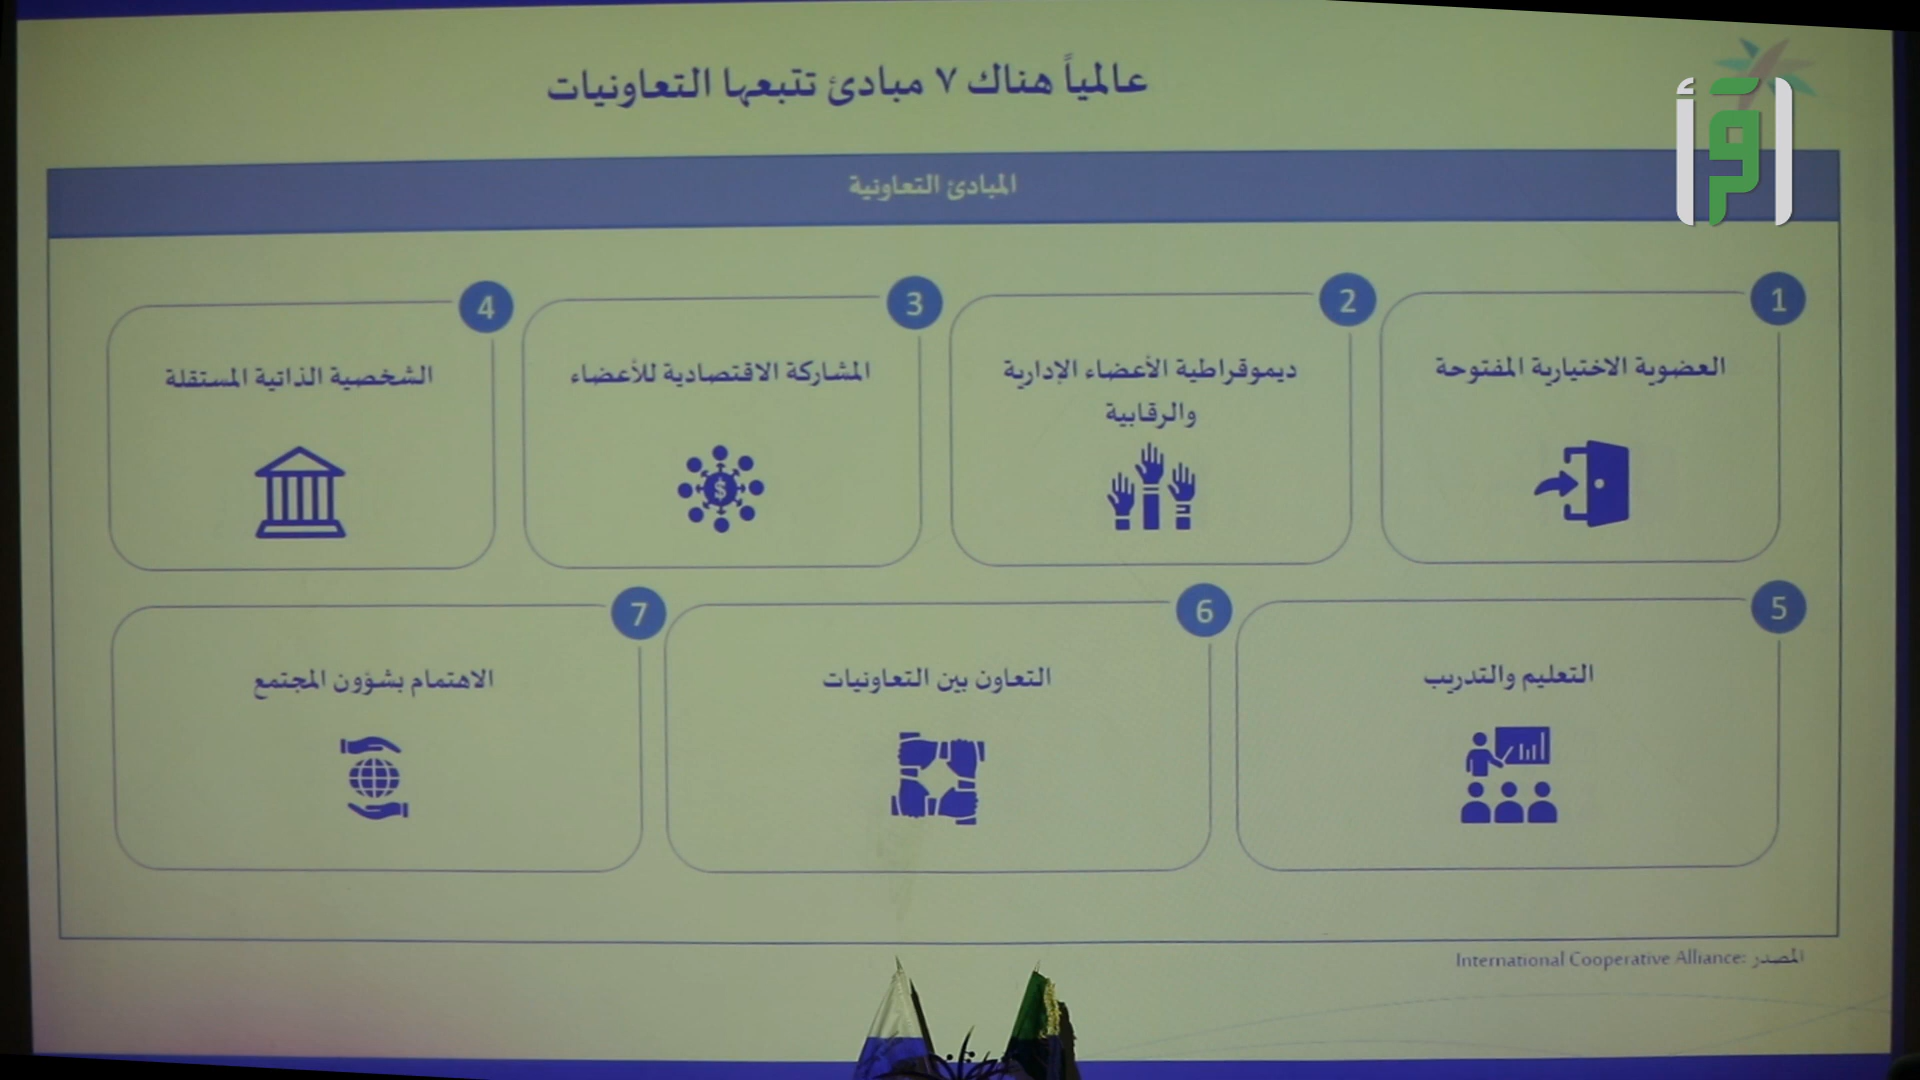 عالمياً هناك ٧ مبادئ تتبعها التعاونيات
اقرأ
المبادئ التعاونية
1
العضوية الاختيارية المفتوحة
2
ديموقراطية الأعضاء الإدارية
والرقابية
3
المشاركة الاقتصادية للأعضاء
$
4
الشخصية الذاتية المستقلة
5
التعليم والتدريب
6
التعاون بين التعاونيات
7
الاهتمام بشؤون المجتمع
المصدر :International Cooperative Alliance